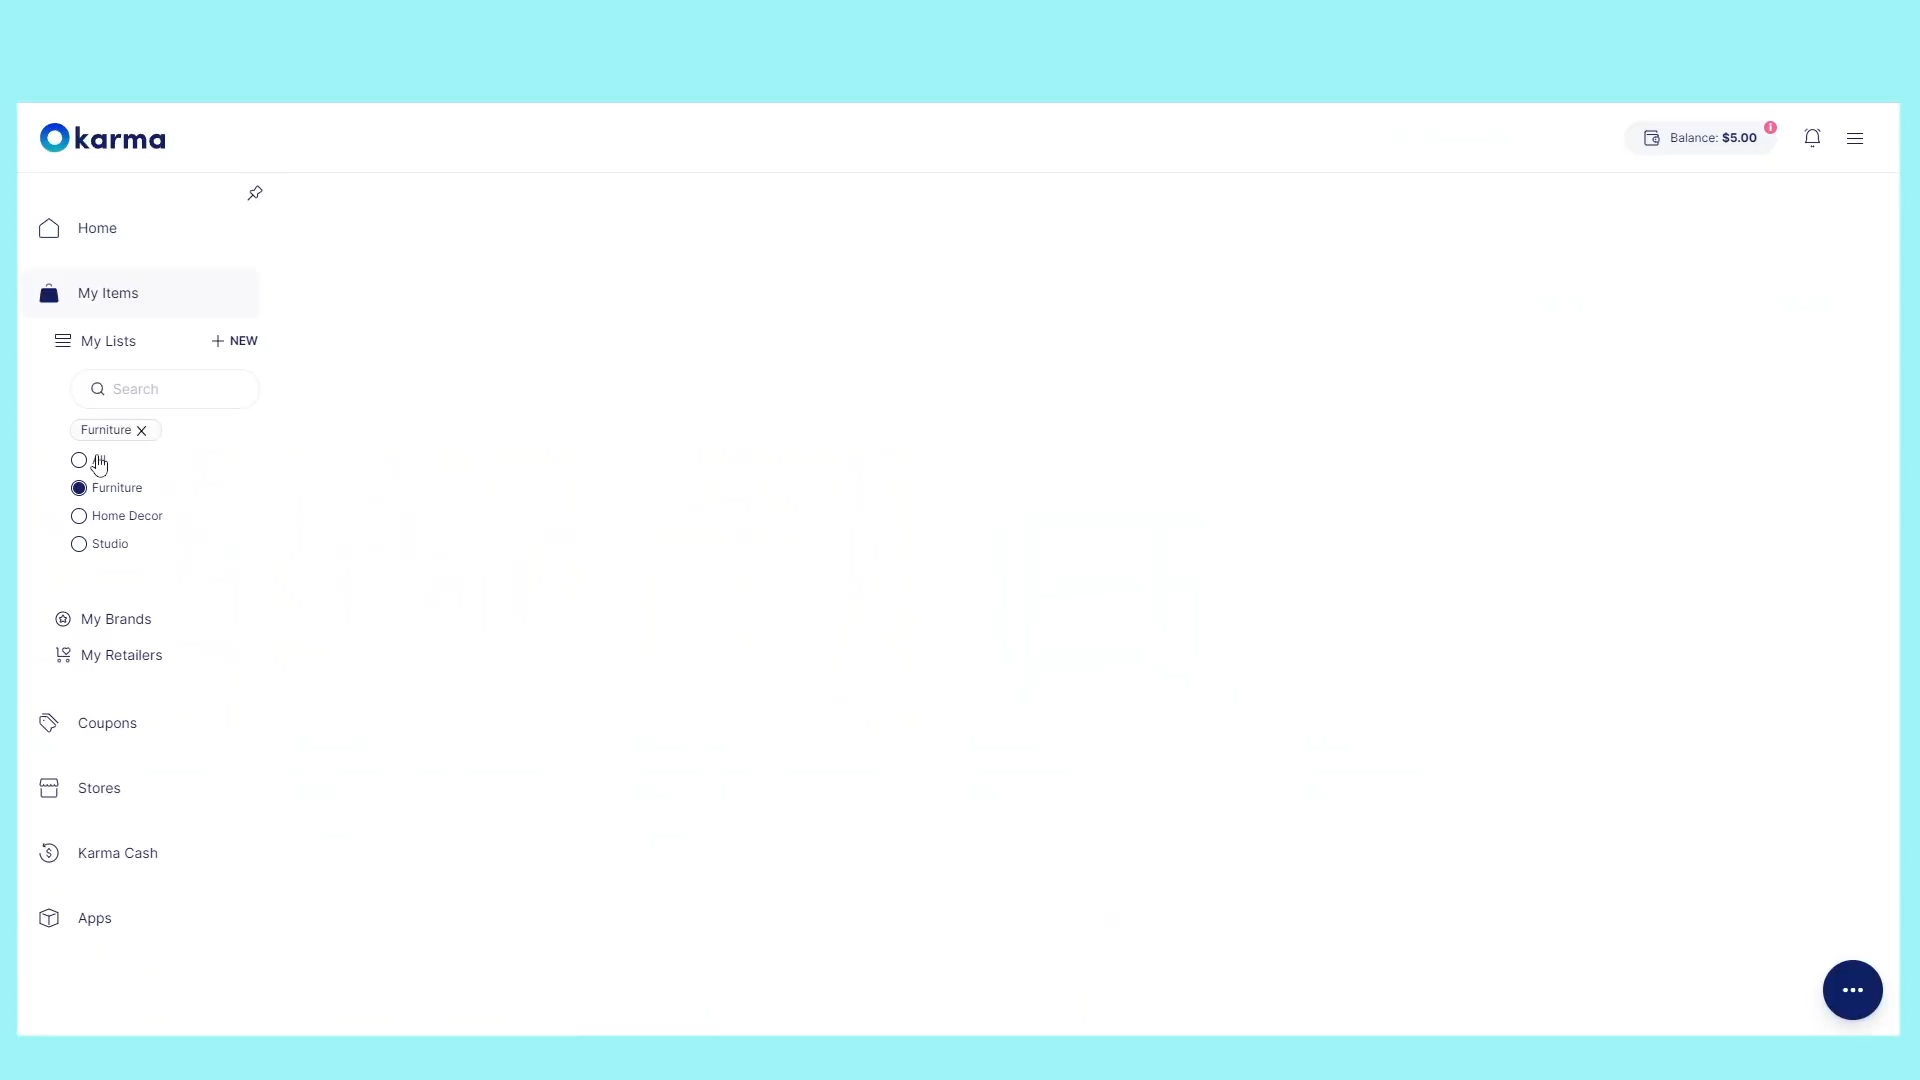 karma
Balance: $5.00
Home
My Items
My Lists
NEW
Search
Furniture
Furniture
Home Decor
Studio
My Brands
My Retailers
Coupons
Stores
Karma Cash
Apps